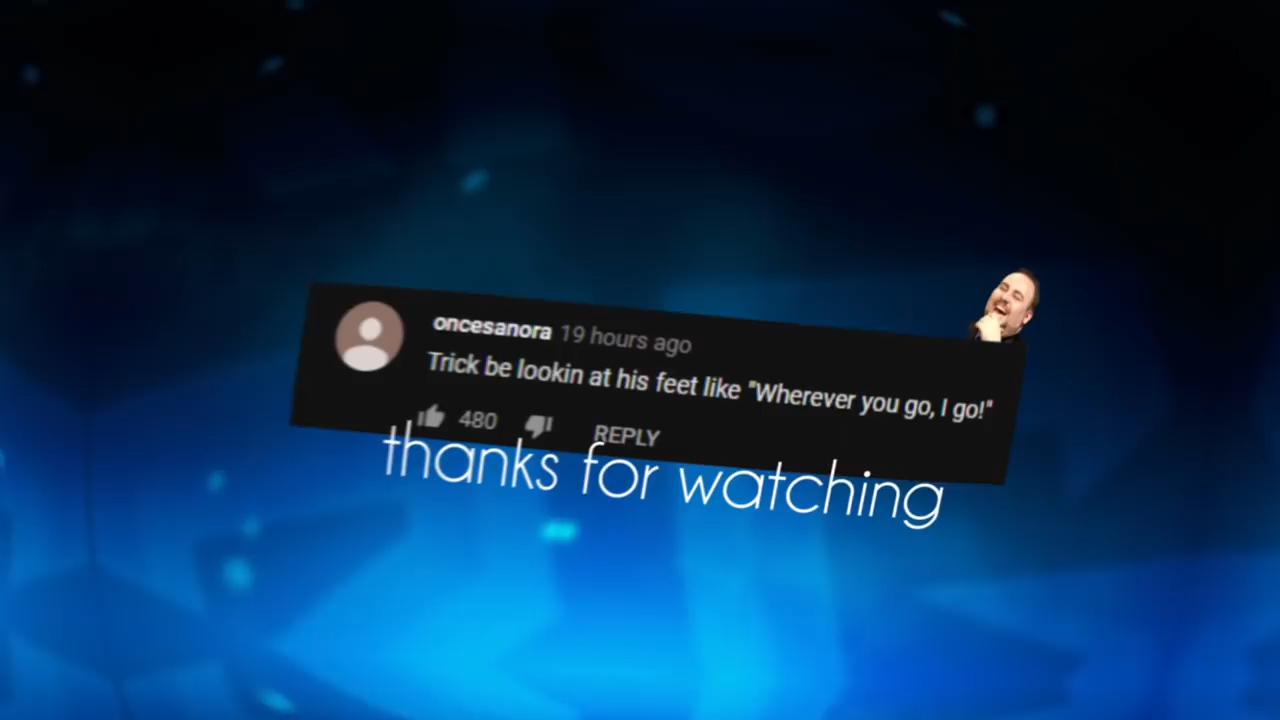 oncesanora 19 hours ago
Trick be lookin at his feet like "Wherever you go, I go!"
480 REPLY
thanks for watching